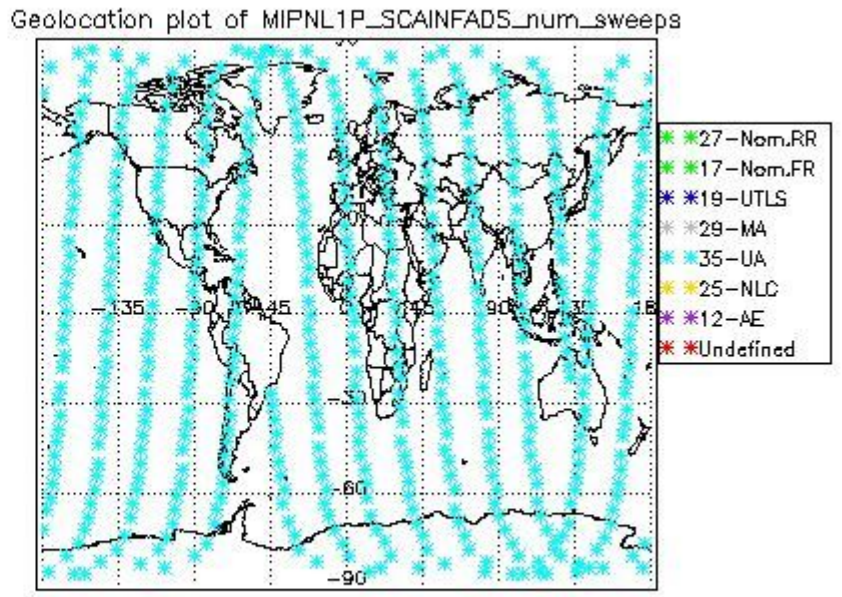 Geolocation plot of MIPNL1P_SCAINFADS_num_sweeps
27-Nom.RR
17-Nom.FR
19-UTLS
29-MA
35-UA
25-NLC
12-AE
Undefined
-135
-90
-45
90
-30
-60
-90